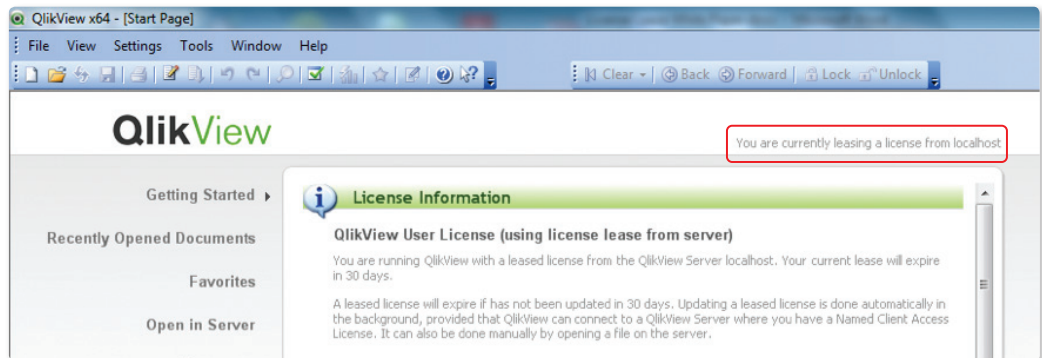 QlikView x64 - [Start Page]
File View Settings Tools Window Help
Clear Back Forward Lock Unlock
QlikView
You are currently leasing a license from localhost
Getting Started
License Information
Recently Opened Documents
QlikView User License (using license lease from server)
You are running QlikView with a leased license from the QlikView Server localhost. Your current lease will expire
in 30 days.
Favorites
A leased license will expire if has not been updated in 30 days. Updating a leased license is done automatically in
the background, provided that QlikView can connect to a QlikView Server where you have a Named Client Access
License. It can also be done manually by opening a file on the server.
Open in Server